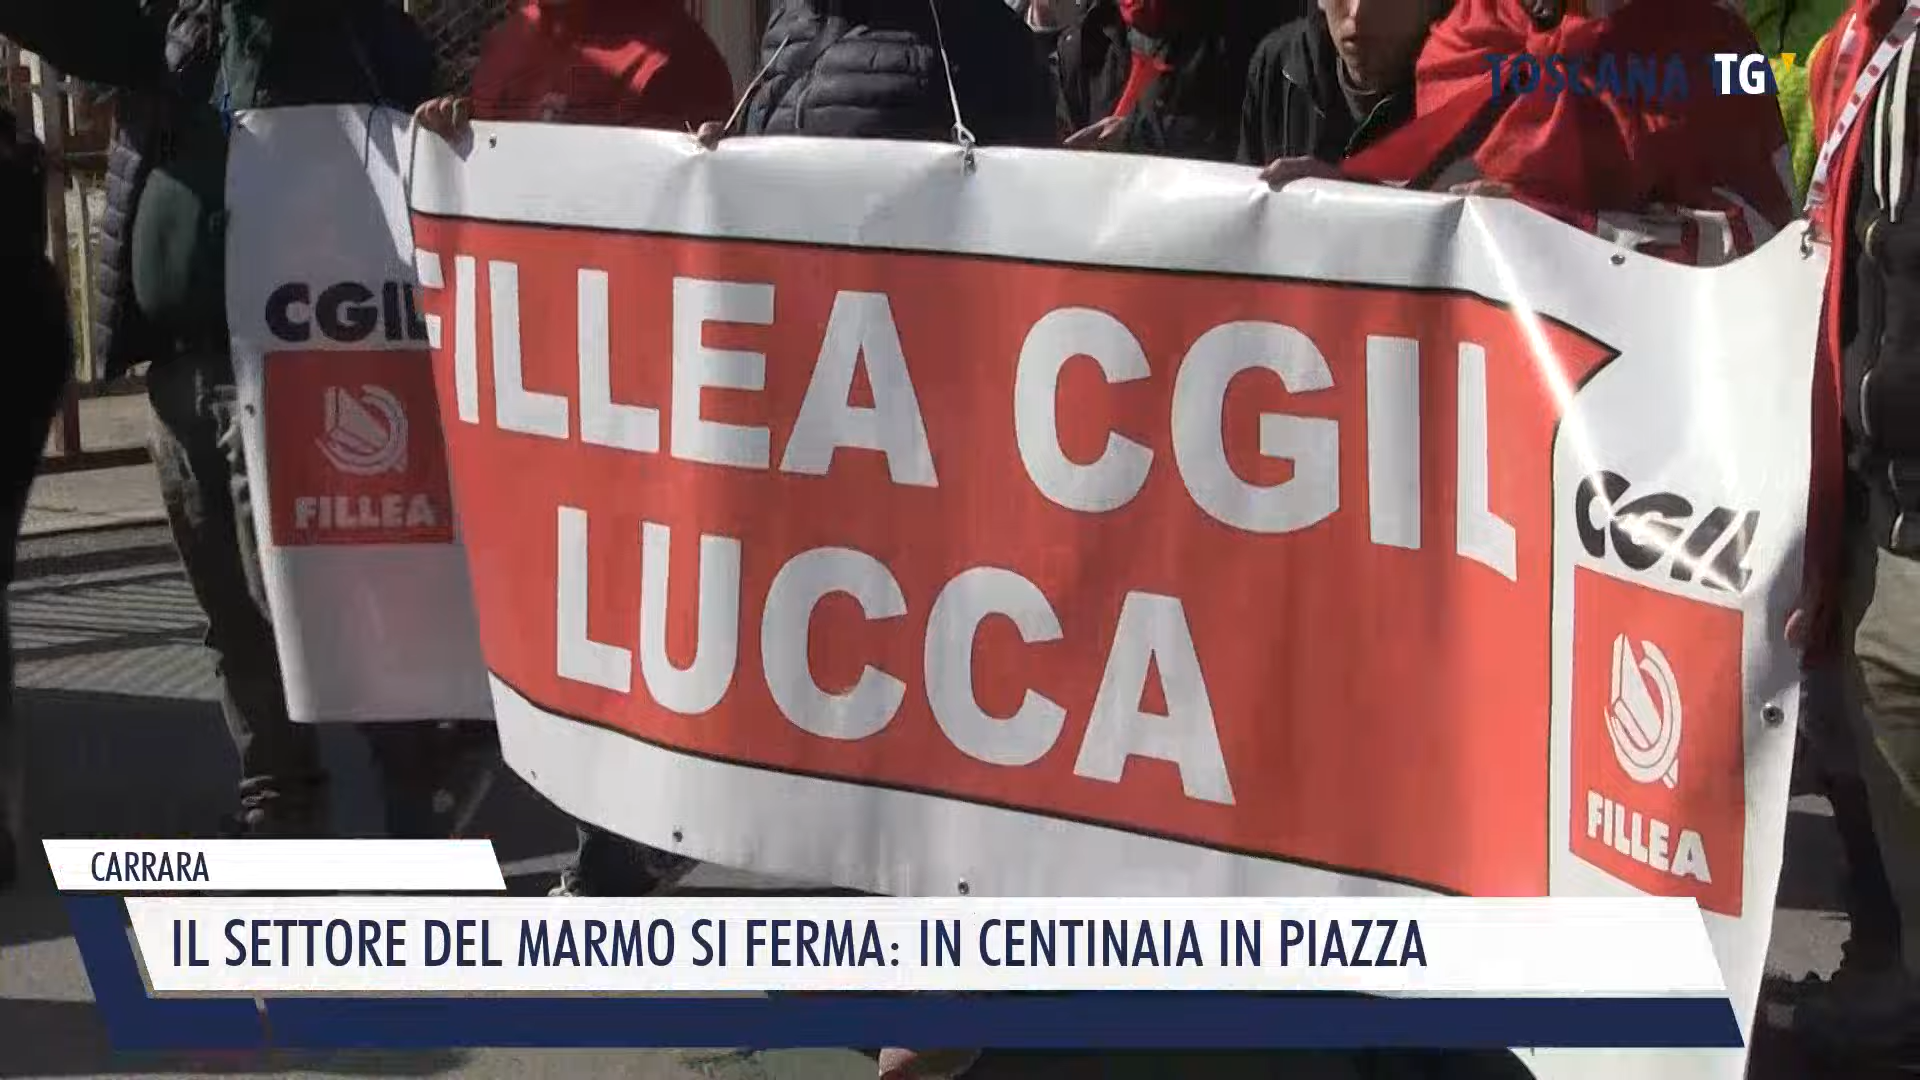 TOSCANA TG
CGIL
FILLEA
FILLEA CGIL
LUCCA
CGIL
FILLEA
CARRARA
IL SETTORE DEL MARMO SI FERMA: IN CENTINAIA IN PIAZZA